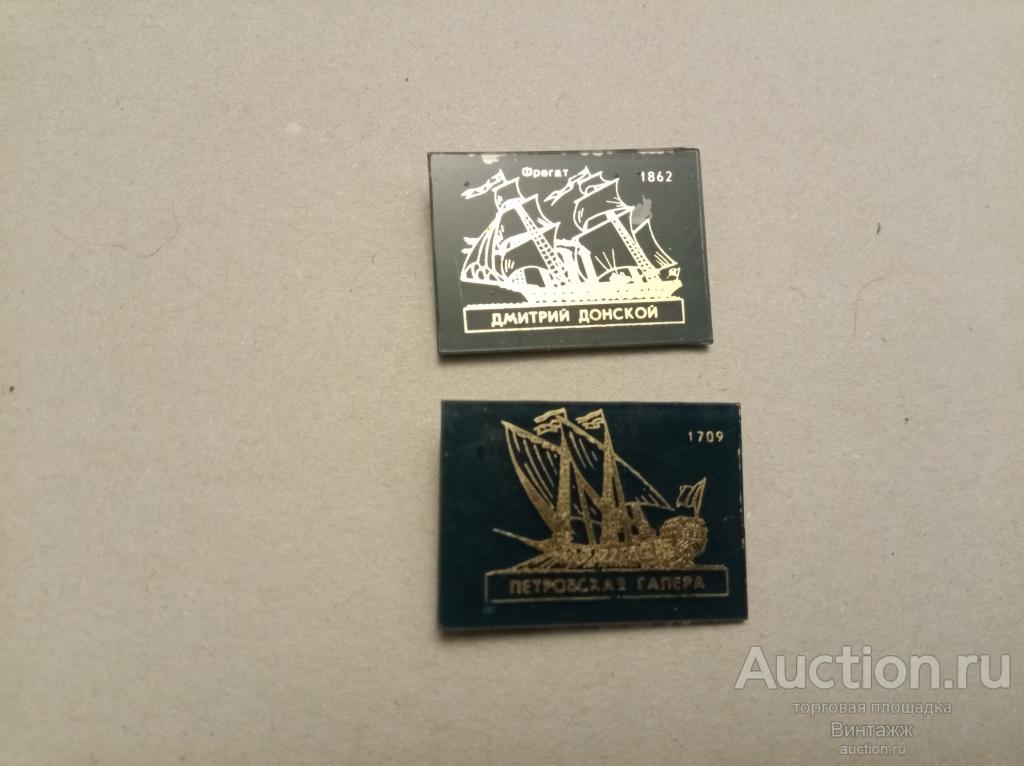 Фрегат 1862
ДМИТРИЙ ДОНСКОЙ
1709
ПЕТРОВСКАЯ ГАЛЕРА
Auction.ru
торговая площадка
Винтажж
auction.ru